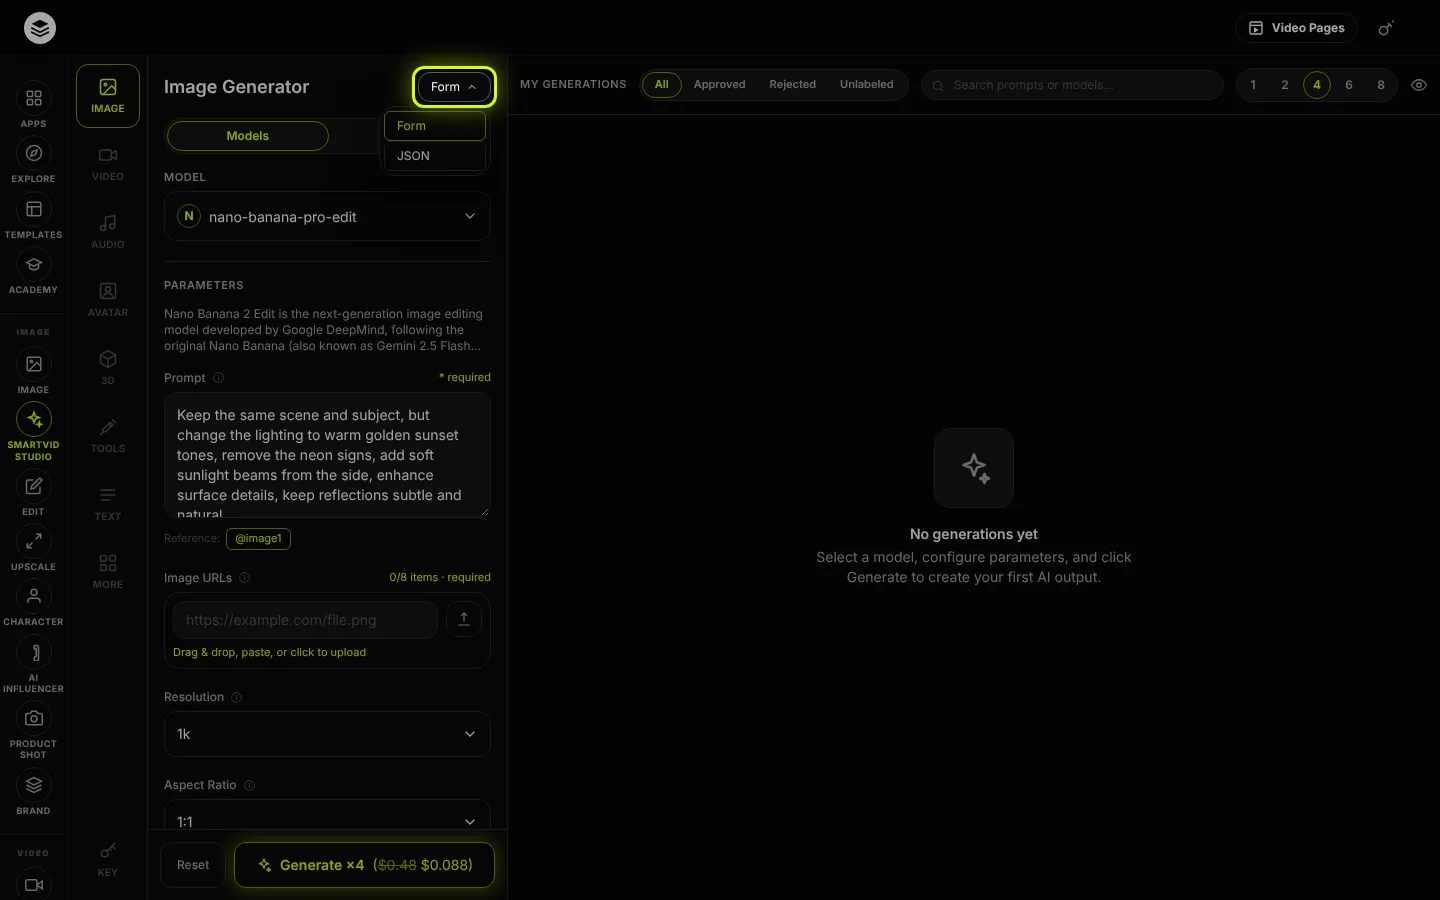 Video Pages
APPS
EXPLORE
TEMPLATES
ACADEMY
IMAGE
IMAGE
SMARTVID
STUDIO
EDIT
UPSCALE
CHARACTER
AI
INFLUENCER
PRODUCT
SHOT
BRAND
VIDEO
IMAGE
VIDEO
AUDIO
AVATAR
3D
TOOLS
TEXT
MORE
KEY
Image Generator
Form
Form
JSON
Models
MODEL
N nano-banana-pro-edit
PARAMETERS
Nano Banana 2 Edit is the next-generation image editing
model developed by Google DeepMind, following the
original Nano Banana (also known as Gemini 2.5 Flash...
Prompt * required
Keep the same scene and subject, but
change the lighting to warm golden sunset
tones, remove the neon signs, add soft
sunlight beams from the side, enhance
surface details, keep reflections subtle and
natural
Reference: @image1
Image URLs 0/8 items · required
https://example.com/file.png
Drag & drop, paste, or click to upload
Resolution
1k
Aspect Ratio
1:1
Reset
Generate ×4 ($0.48 $0.088)
MY GENERATIONS All Approved Rejected Unlabeled
Search prompts or models...
1 2 4 6 8
No generations yet
Select a model, configure parameters, and click
Generate to create your first AI output.